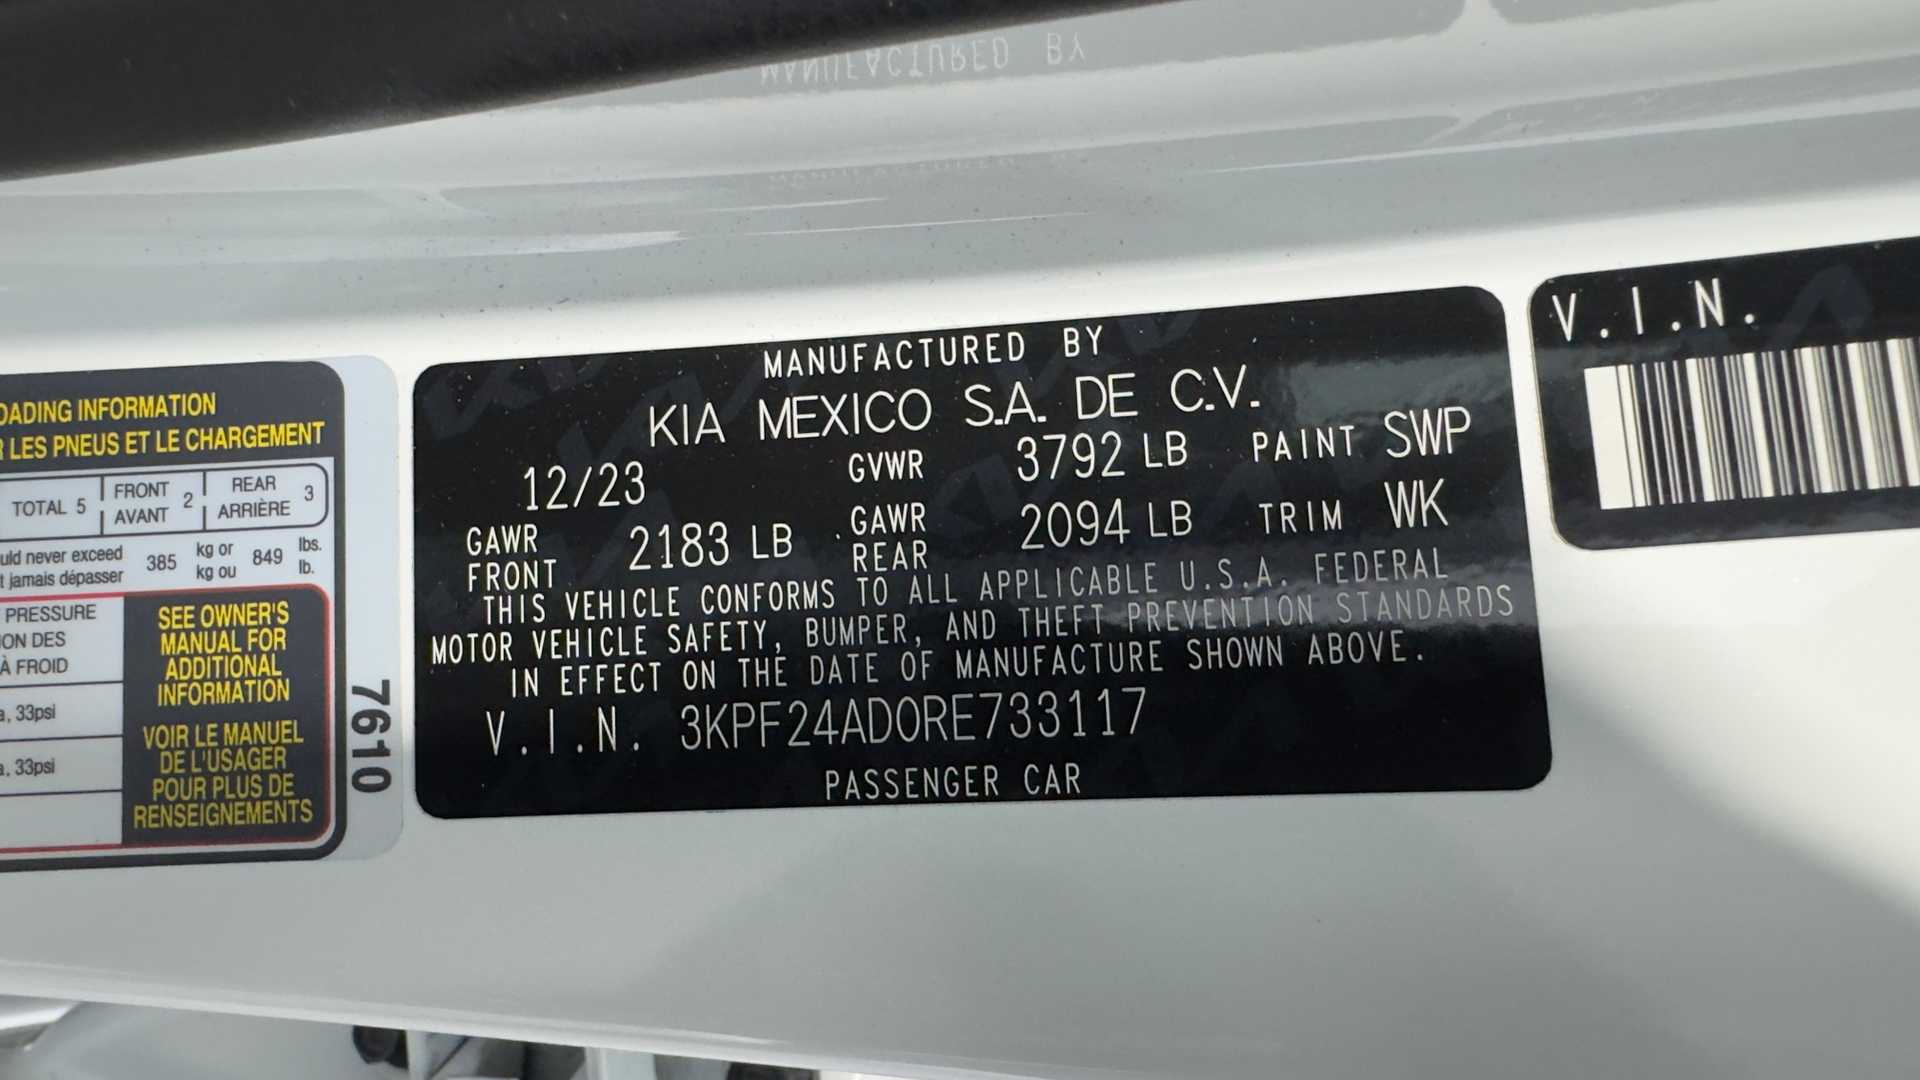 MANUFACTURED BY
OADING INFORMATION
LES PNEUS ET LE CHARGEMENT
TOTAL 5 FRONT AVANT 2 REAR ARRIÈRE 3
uld never exceed 385 kg or 849 lbs.
t jamais dépasser kg ou lb.
PRESSURE
ION DES
À FROID
, 33psi
, 33psi
SEE OWNER'S
MANUAL FOR
ADDITIONAL
INFORMATION
VOIR LE MANUEL
DE L'USAGER
POUR PLUS DE
RENSEIGNEMENTS
7610
MANUFACTURED BY
KIA MEXICO S.A. DE C.V.
12/23 GVWR 3792 LB PAINT SWP
GAWR FRONT 2183 LB GAWR REAR 2094 LB TRIM WK
THIS VEHICLE CONFORMS TO ALL APPLICABLE U.S.A. FEDERAL
MOTOR VEHICLE SAFETY, BUMPER, AND THEFT PREVENTION STANDARDS
IN EFFECT ON THE DATE OF MANUFACTURE SHOWN ABOVE.
V.I.N. 3KPF24AD0RE733117
PASSENGER CAR
V.I.N.